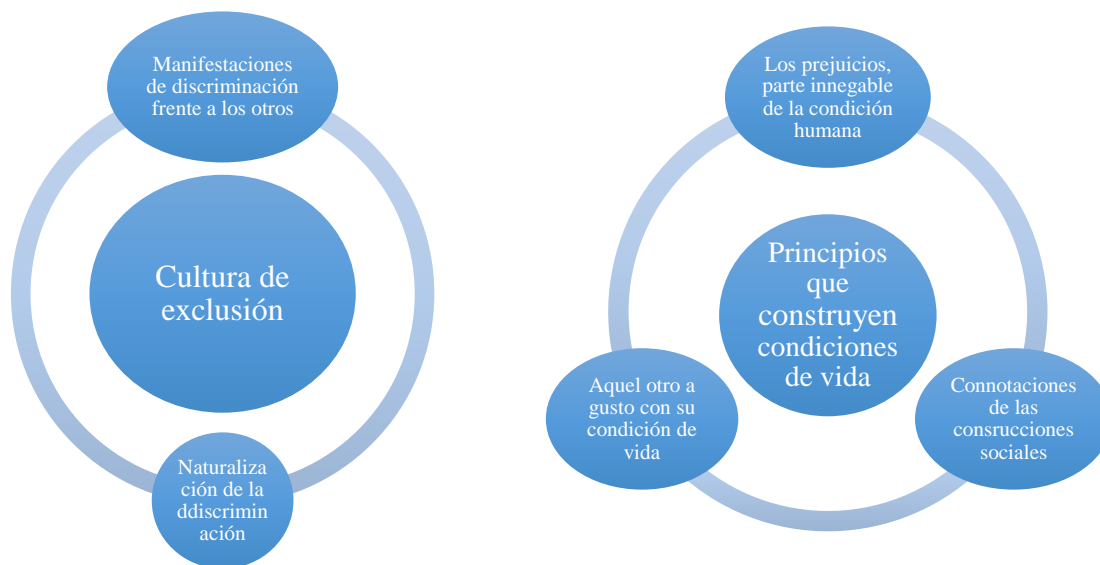 Manifestaciones
de discriminación
frente a los otros
Cultura de
exclusión
Naturaliza
ción de la
ddiscrimin
ación
Los prejuicios,
parte innegable
de la condición
humana
Principios
que
construyen
condiciones
de vida
Aquel otro a
gusto con su
condición de
vida
Connotaciones
de las
consrucciones
sociales